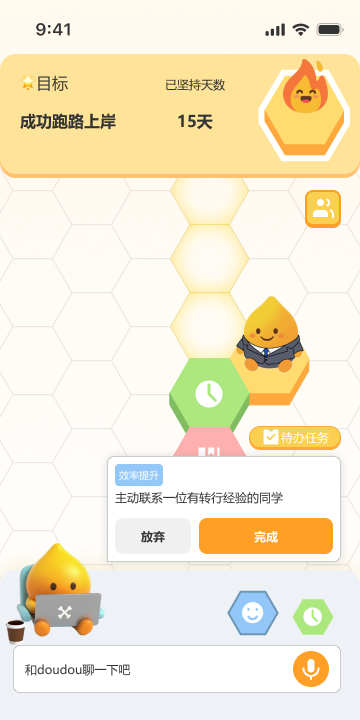 9:41
目标
已坚持天数
成功跑路上岸
15天
待办任务
效率提升
主动联系一位有转行经验的同学
放弃
完成
和doudou聊一下吧